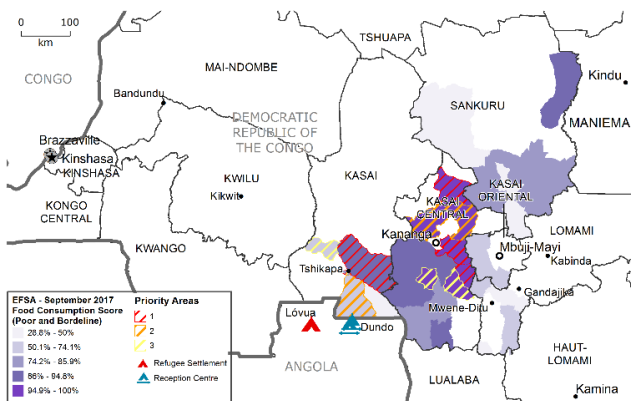 0 100
km
TSHUAPA
CONGO
MAI-NDOMBE
Kindu
Bandundu
SANKURU
DEMOCRATIC
REPUBLIC OF
THE CONGO
MANIEMA
Brazzaville
Kinshasa
KINSHASA
KASAI
KWILU
Kikwit
KASAI
ORIENTAL
KASAI
CENTRAL
KONGO
CENTRAL
LOMAMI
Kananga
Mbuji-Mayi
KWANGO
Kabinda
Tshikapa
Gandajika
Mwene-Ditu
EFSA - September 2017
Food Consumption Score
(Poor and Bordeline)
28.8% - 50%
50.1% - 74.1%
74.2% - 85.9%
86% - 94.8%
94.9% - 100%
Priority Areas
1
2
3
Refugee Settlement
Reception Centre
Lóvua
Dundo
ANGOLA
LUALABA
HAUT-
LOMAMI
Kamina